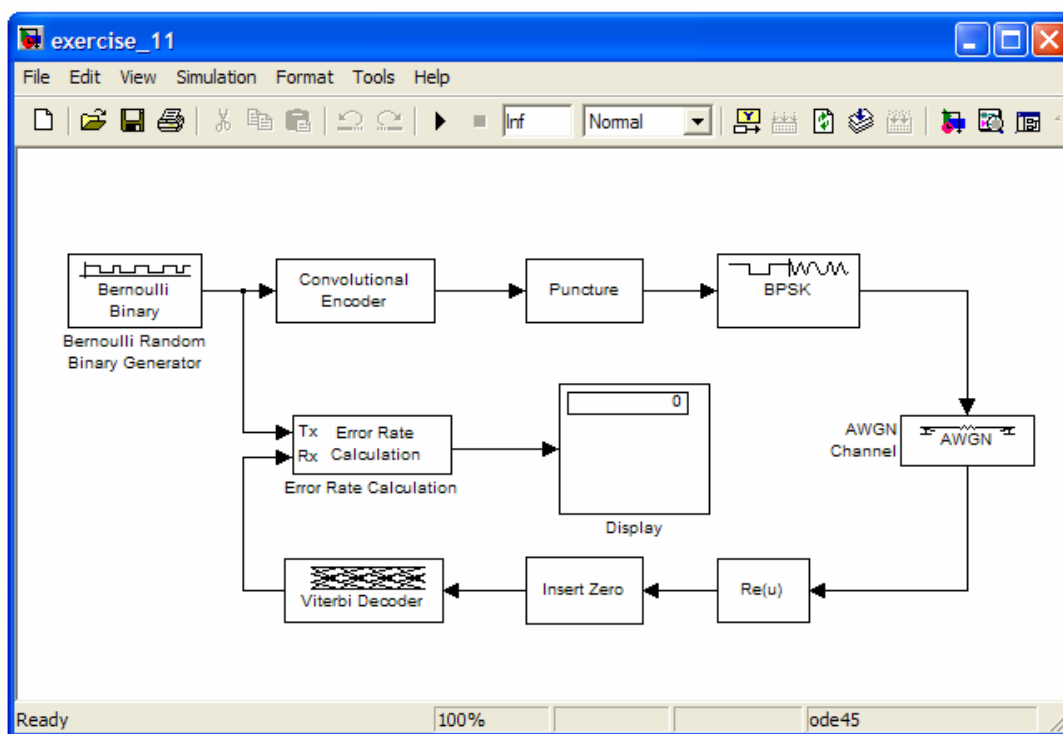 exercise_11
File Edit View Simulation Format Tools Help
Inf Normal
Bernoulli
Binary
Bernoulli Random
Binary Generator
Convolutional
Encoder
Puncture
BPSK
Tx Error Rate
Rx Calculation
Error Rate Calculation
0
Display
AWGN
Channel
AWGN
Viterbi Decoder
Insert Zero
Re(u)
Ready 100% ode45